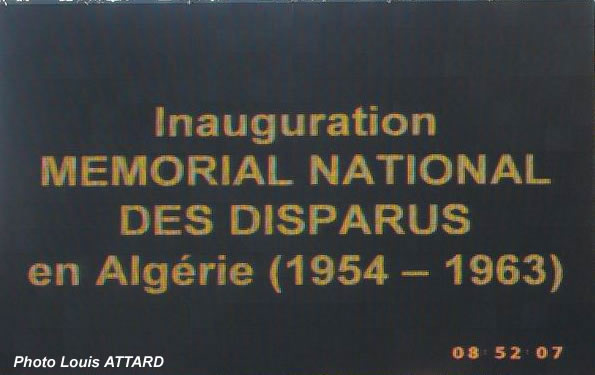 Inauguration
MEMORIAL NATIONAL
DES DISPARUS
en Algérie (1954 – 1963)
08:52:07
Photo Louis ATTARD